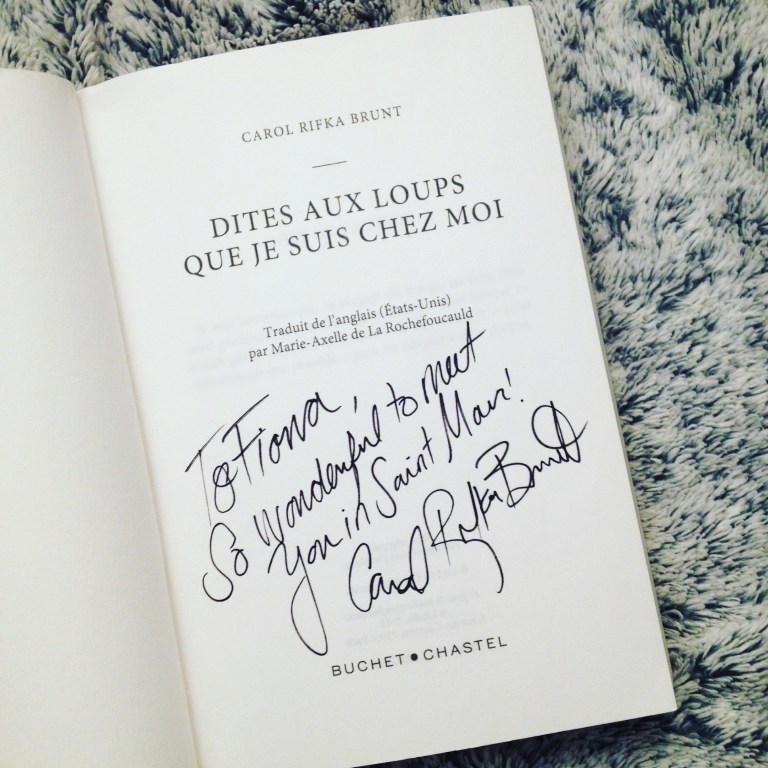 CAROL RIFKA BRUNT
DITES AUX LOUPS
QUE JE SUIS CHEZ MOI
Traduit de l'anglais (États-Unis)
par Marie-Axelle de La Rochefoucauld
To Fiona,
So wonderful to meet
you in Saint Maur!
Carol Rifka Brunt
BUCHET • CHASTEL